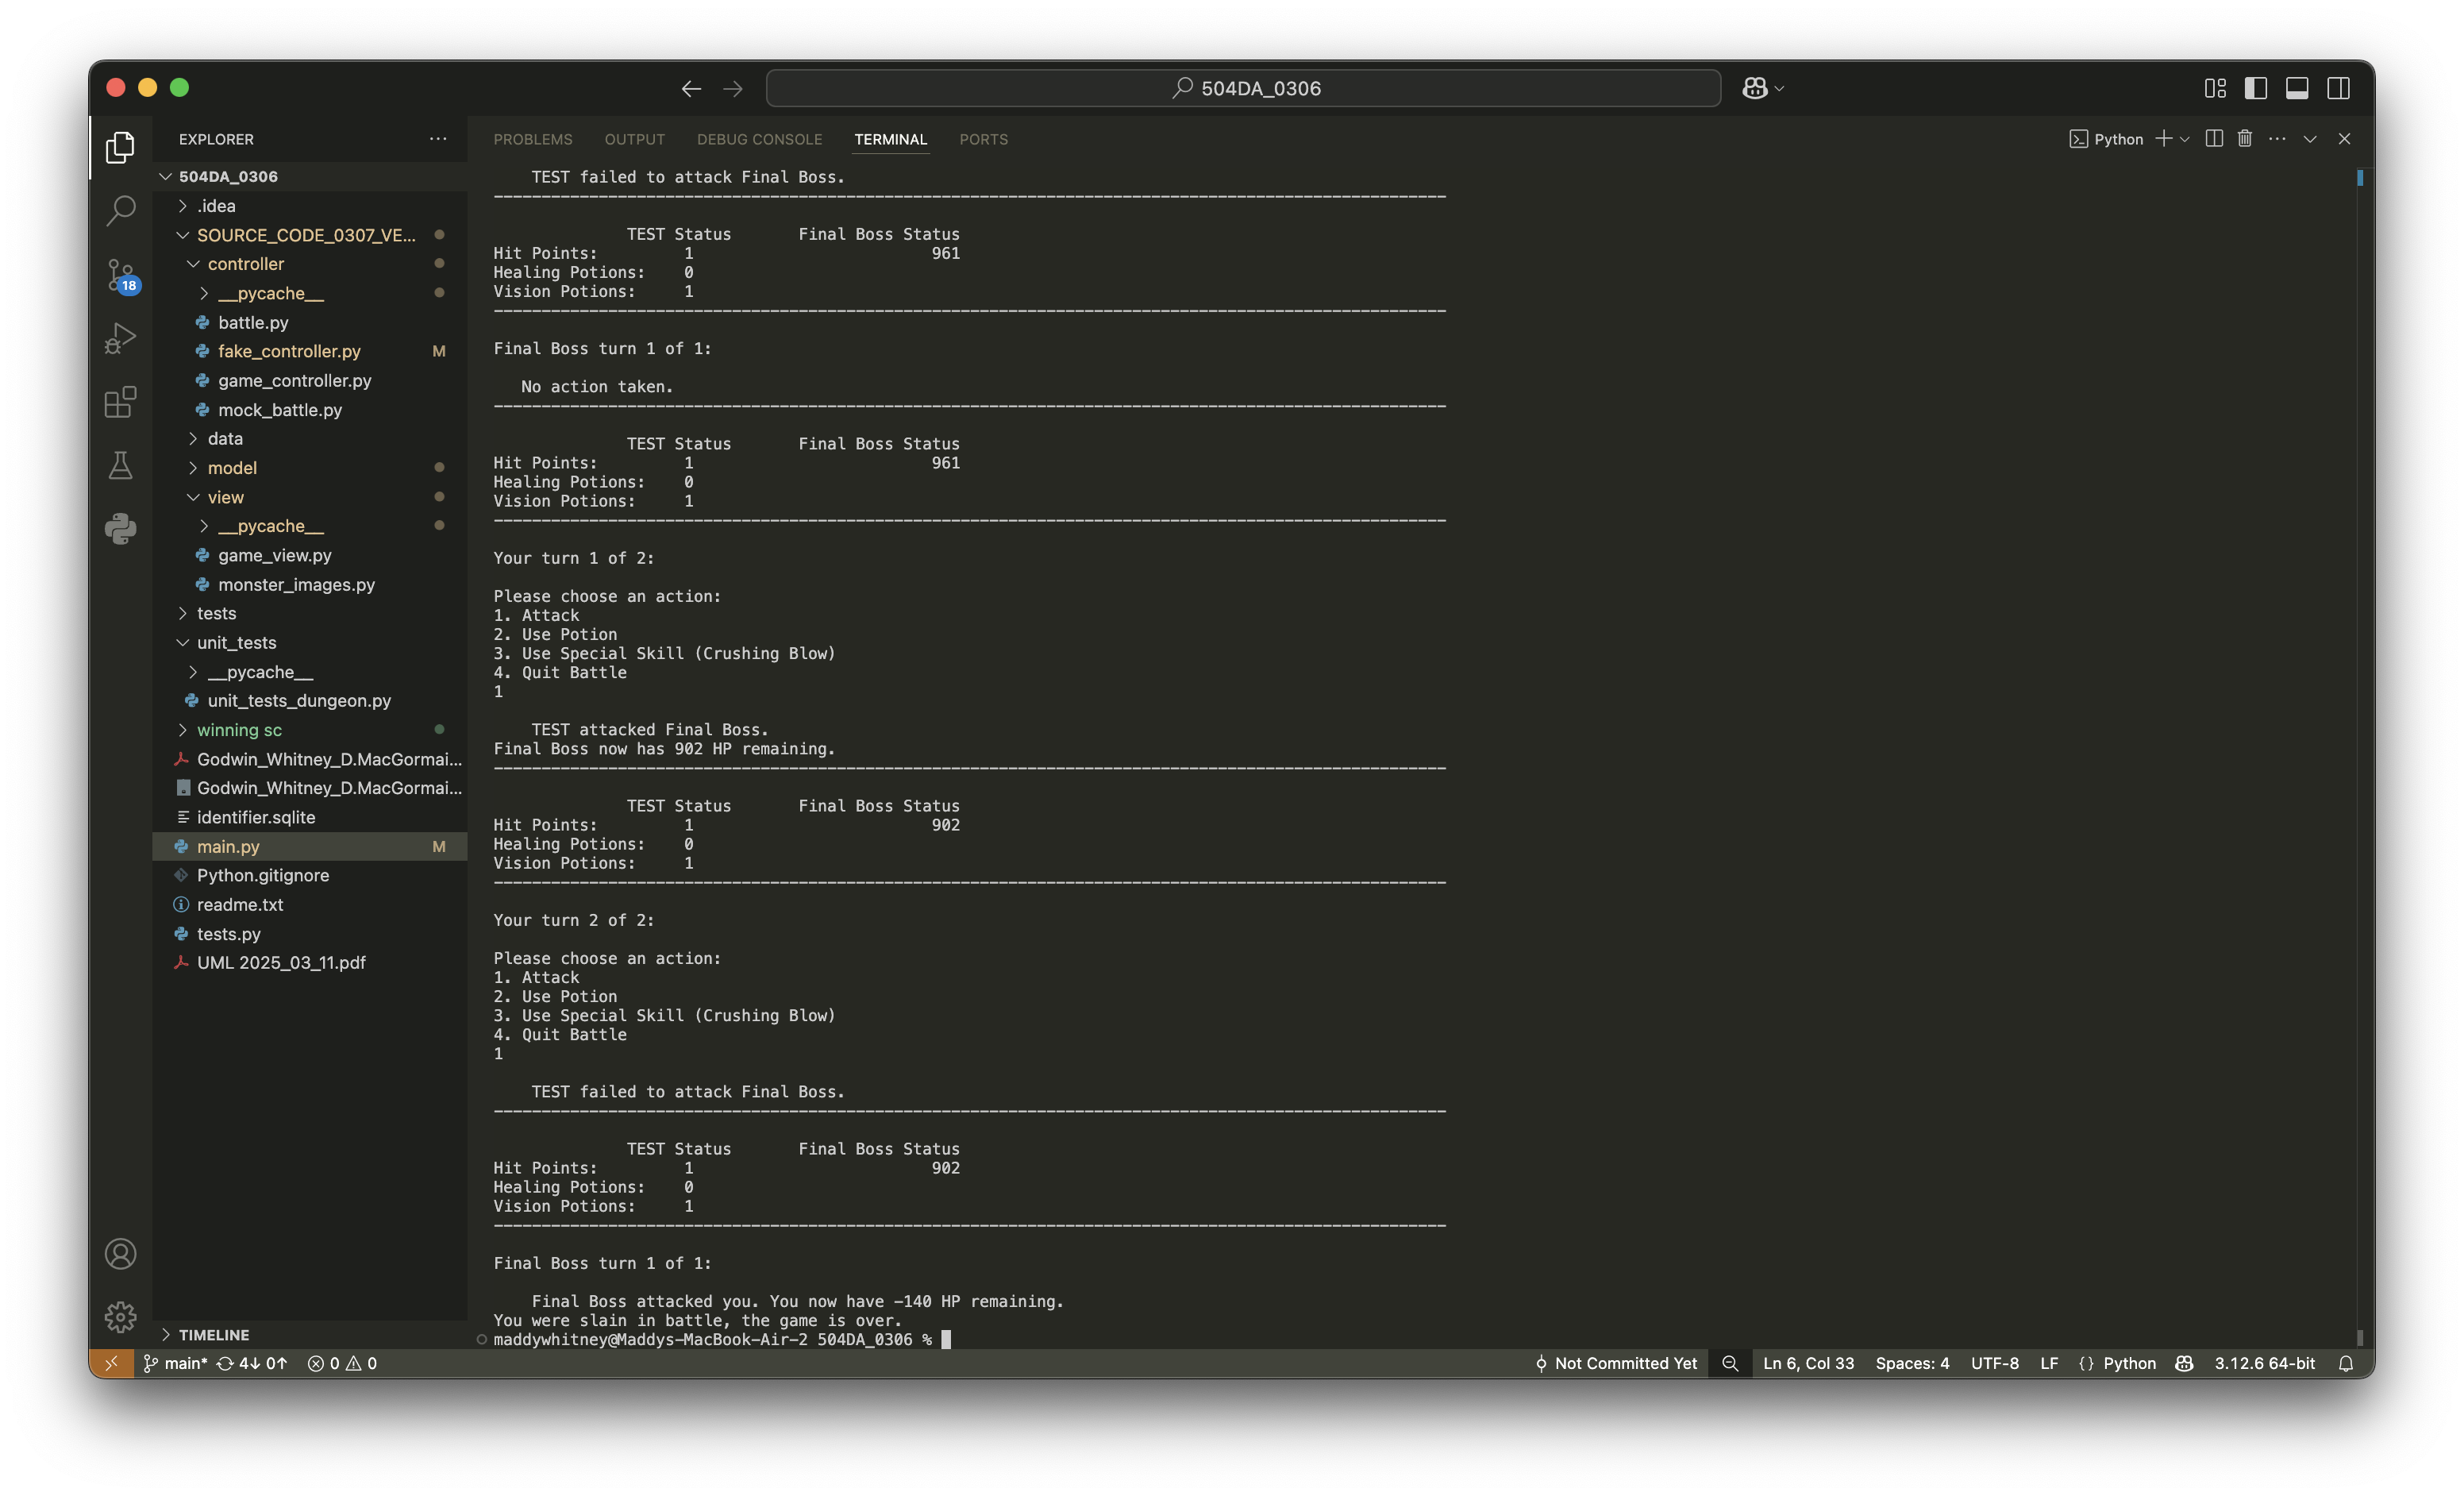 504DA_0306
EXPLORER
504DA_0306
.idea
SOURCE_CODE_0307_VE...
controller
__pycache__
battle.py
fake_controller.py M
game_controller.py
mock_battle.py
data
model
view
__pycache__
game_view.py
monster_images.py
tests
unit_tests
__pycache__
unit_tests_dungeon.py
winning sc
Godwin_Whitney_D.MacGormai...
Godwin_Whitney_D.MacGormai...
identifier.sqlite
main.py M
Python.gitignore
readme.txt
tests.py
UML 2025_03_11.pdf
TIMELINE
18
PROBLEMS OUTPUT DEBUG CONSOLE TERMINAL PORTS
Python
TEST failed to attack Final Boss.
----------------------------------------------------------------------------------------------------
TEST Status Final Boss Status
Hit Points: 1 961
Healing Potions: 0
Vision Potions: 1
----------------------------------------------------------------------------------------------------
Final Boss turn 1 of 1:
No action taken.
----------------------------------------------------------------------------------------------------
TEST Status Final Boss Status
Hit Points: 1 961
Healing Potions: 0
Vision Potions: 1
----------------------------------------------------------------------------------------------------
Your turn 1 of 2:
Please choose an action:
1. Attack
2. Use Potion
3. Use Special Skill (Crushing Blow)
4. Quit Battle
1
TEST attacked Final Boss.
Final Boss now has 902 HP remaining.
----------------------------------------------------------------------------------------------------
TEST Status Final Boss Status
Hit Points: 1 902
Healing Potions: 0
Vision Potions: 1
----------------------------------------------------------------------------------------------------
Your turn 2 of 2:
Please choose an action:
1. Attack
2. Use Potion
3. Use Special Skill (Crushing Blow)
4. Quit Battle
1
TEST failed to attack Final Boss.
----------------------------------------------------------------------------------------------------
TEST Status Final Boss Status
Hit Points: 1 902
Healing Potions: 0
Vision Potions: 1
----------------------------------------------------------------------------------------------------
Final Boss turn 1 of 1:
Final Boss attacked you. You now have -140 HP remaining.
You were slain in battle, the game is over.
maddywhitney@Maddys-MacBook-Air-2 504DA_0306 %
main* 4↓ 0↑ 0 0 Not Committed Yet Ln 6, Col 33 Spaces: 4 UTF-8 LF {} Python 3.12.6 64-bit